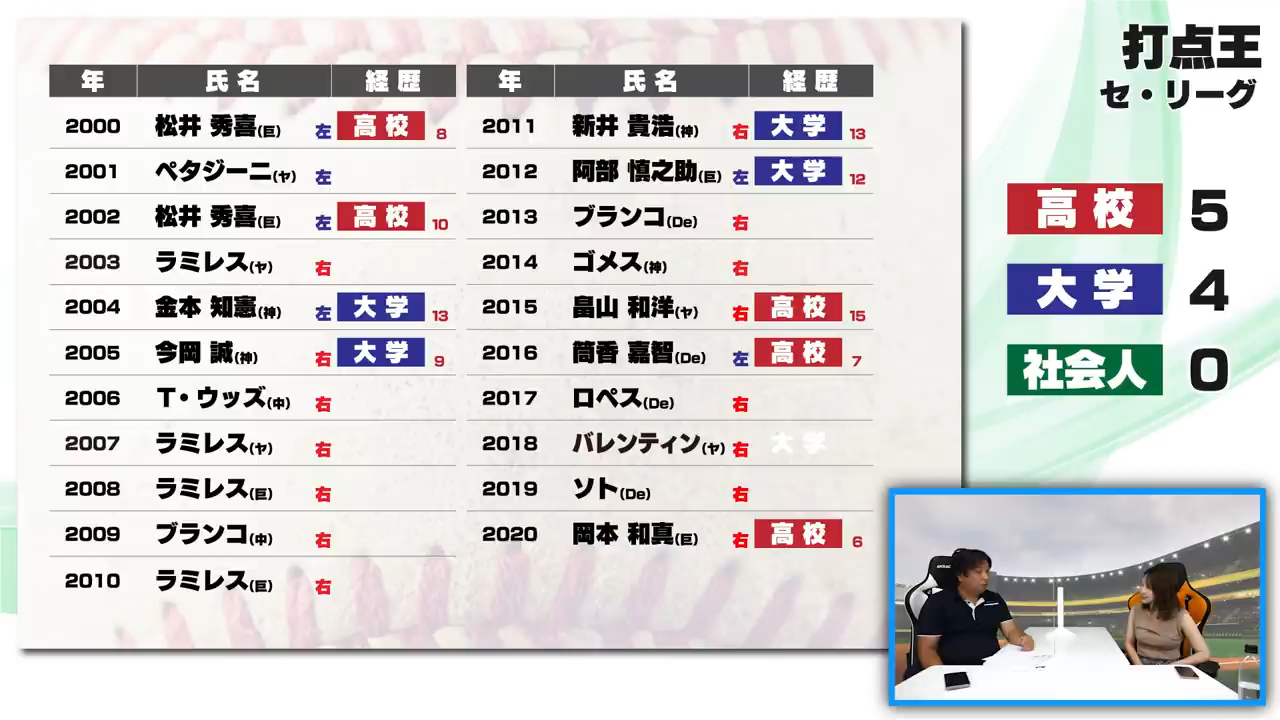 打点王
セ・リーグ
年 氏名 経歴
2000 松井 秀喜(巨) 左 高校 8
2001 ペタジーニ(ヤ) 左
2002 松井 秀喜(巨) 左 高校 10
2003 ラミレス(ヤ) 右
2004 金本 知憲(神) 左 大学 13
2005 今岡 誠(神) 右 大学 9
2006 T・ウッズ(中) 右
2007 ラミレス(ヤ) 右
2008 ラミレス(巨) 右
2009 ブランコ(中) 右
2010 ラミレス(巨) 右
年 氏名 経歴
2011 新井 貴浩(神) 右 大学 13
2012 阿部 慎之助(巨) 左 大学 12
2013 ブランコ(De) 右
2014 ゴメス(神) 右
2015 畠山 和洋(ヤ) 右 高校 15
2016 筒香 嘉智(De) 左 高校 7
2017 ロペス(De) 右
2018 バレンティン(ヤ) 右 大学
2019 ソト(De) 右
2020 岡本 和真(巨) 右 高校 6
高校 5
大学 4
社会人 0